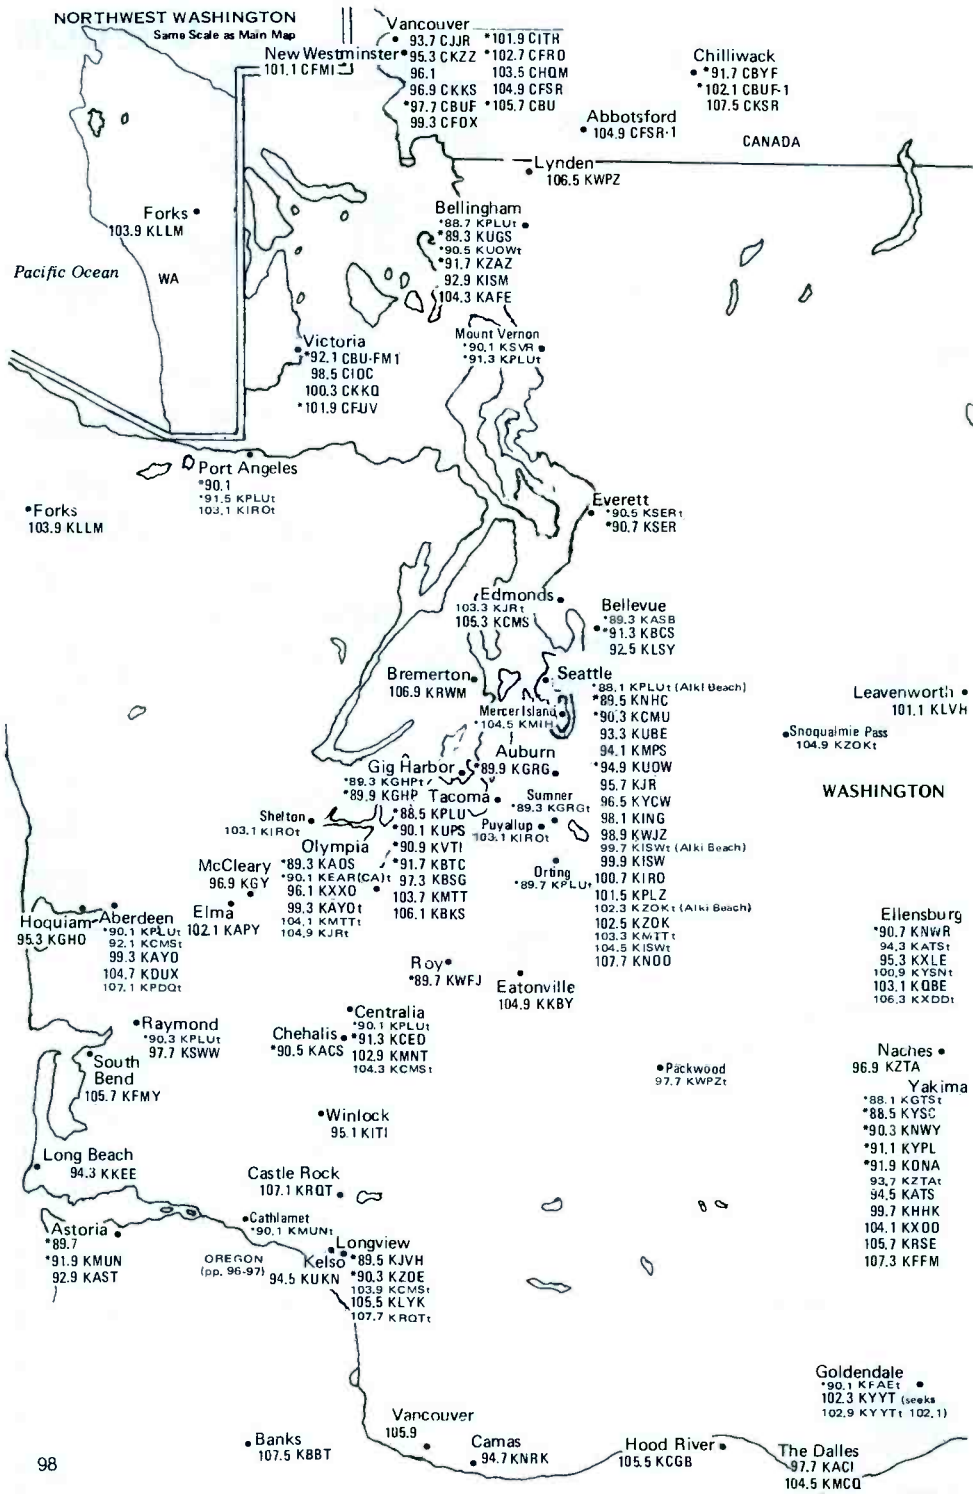 NORTHWEST WASHINGTON
Same Scale as Main Map
Vancouver
93.7 CJJR
95.3 CKZZ
96.1
96.9 CKKS
*97.7 CBUF
99.3 CFOX
*101.9 CITR
*102.7 CFRO
103.5 CHQM
104.9 CFSR
*105.7 CBU
New Westminster
101.1 CFMI
Chilliwack
*91.7 CBYF
*102.1 CBUF-1
107.5 CKSR
Abbotsford
104.9 CFSR-1
CANADA
Lynden
106.5 KWPZ
Forks
103.9 KLLM
Pacific Ocean
WA
Bellingham
*88.7 KPLUt
*89.3 KUGS
*90.5 KUOWt
*91.7 KZAZ
92.9 KISM
104.3 KAFE
Mount Vernon
*90.1 KSVR
*91.3 KPLUt
Victoria
*92.1 CBU-FM1
98.5 CIOC
100.3 CKKQ
*101.9 CFUV
Port Angeles
*90.1
*91.5 KPLUt
103.1 KIROt
Forks
103.9 KLLM
Everett
*90.5 KSERt
*90.7 KSER
Edmonds
103.3 KJRt
105.3 KCMS
Bellevue
*89.3 KASB
*91.3 KBCS
92.5 KLSY
Bremerton
106.9 KRWM
Seattle
*88.1 KPLUt (Alki Beach)
*89.5 KNHC
*90.3 KCMU
93.3 KUBE
94.1 KMPS
*94.9 KUOW
95.7 KJR
96.5 KYCW
98.1 KING
98.9 KWJZ
99.7 KISWt (Alki Beach)
99.9 KISW
100.7 KIRO
101.5 KPLZ
102.3 KZOKt (Alki Beach)
102.5 KZOK
103.3 KMTTt
104.5 KISWt
107.7 KNDD
Mercer Island
*104.5 KMIH
Leavenworth
101.1 KLVH
Snoqualmie Pass
104.9 KZOKt
WASHINGTON
Auburn
*89.9 KGRG
Gig Harbor
*89.3 KGHPt
*89.9 KGHP
Tacoma
*88.5 KPLU
*90.1 KUPS
*90.9 KVTI
*91.7 KBTC
97.3 KBSG
103.7 KMTT
106.1 KBKS
Sumner
*89.3 KGRGt
Puyallup
103.1 KIROt
Orting
*89.7 KPLUt
Shelton
103.1 KIROt
Olympia
*89.3 KAOS
*90.1 KEAR(CA)t
96.1 KXXO
99.3 KAYOt
104.1 KMTTt
104.9 KJRt
McCleary
96.9 KGY
Elma
102.1 KAPY
Hoquiam
95.3 KGHO
Aberdeen
*90.1 KPLUt
92.1 KCMSt
99.3 KAYO
104.7 KDUX
107.1 KPDQt
Ellensburg
*90.7 KNWR
94.3 KATSt
95.3 KXLE
100.9 KYSNt
103.1 KQBE
106.3 KXDDt
Roy
*89.7 KWFJ
Eatonville
104.9 KKBY
Centralia
*90.1 KPLUt
*91.3 KCED
102.9 KMNT
104.3 KCMSt
Chehalis
*90.5 KACS
Raymond
*90.3 KPLUt
97.7 KSWW
South
Bend
105.7 KFMY
Packwood
97.7 KWPZt
Naches
96.9 KZTA
Yakima
*88.1 KGTSt
*88.5 KYSC
*90.3 KNWY
*91.1 KYPL
*91.9 KDNA
93.7 KZTAt
94.5 KATS
99.7 KHHK
104.1 KXDD
105.7 KRSE
107.3 KFFM
Winlock
95.1 KITI
Long Beach
94.3 KKEE
Castle Rock
107.1 KRQT
Cathlamet
*90.1 KMUNt
Astoria
*89.7
*91.9 KMUN
92.9 KAST
OREGON
(pp. 96-97)
Longview
*89.5 KJVH
*90.3 KZOE
103.9 KCMSt
105.5 KLYK
107.7 KRQTt
Kelso
94.5 KUKN
Goldendale
*90.1 KFAEt
102.3 KYYT (seeks
102.9 KYYTt 102.1)
Vancouver
105.9
Banks
107.5 KBBT
Camas
94.7 KNRK
Hood River
105.5 KCGB
The Dalles
97.7 KACI
104.5 KMCQ
98